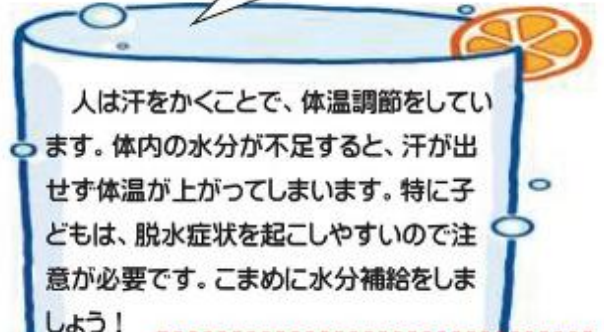 人は汗をかくことで、体温調節をしてい
ます。体内の水分が不足すると、汗が出
せず体温が上がってしまいます。特に子
どもは、脱水症状を起こしやすいので注
意が必要です。こまめに水分補給をしま
しょう！